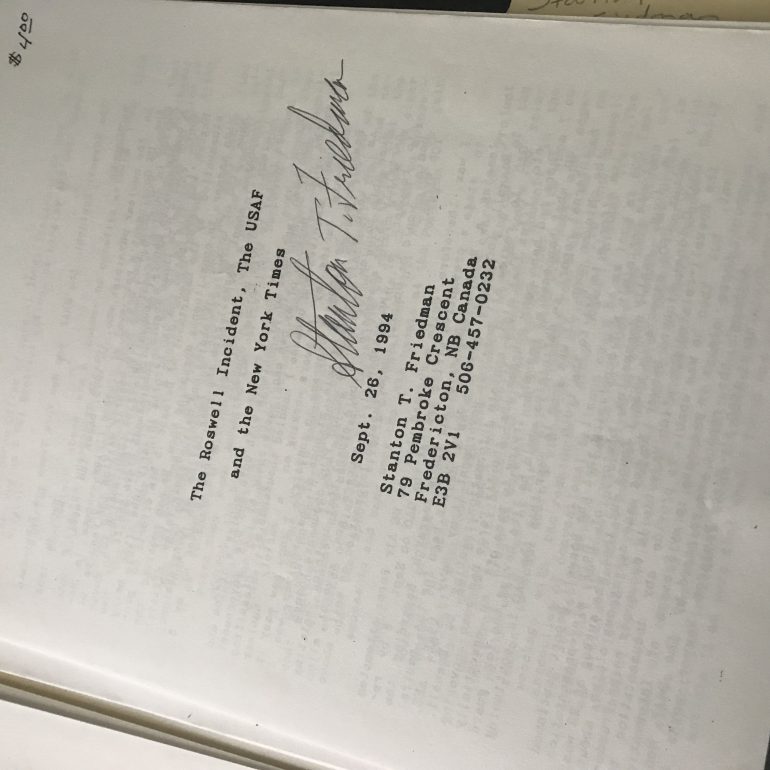 $ 4.00
The Roswell Incident, The USAF
and the New York Times
Stanton T. Friedman
Sept. 26, 1994
Stanton T. Friedman
79 Pembroke Crescent
Fredericton, NB Canada
E3B 2V1 506-457-0232